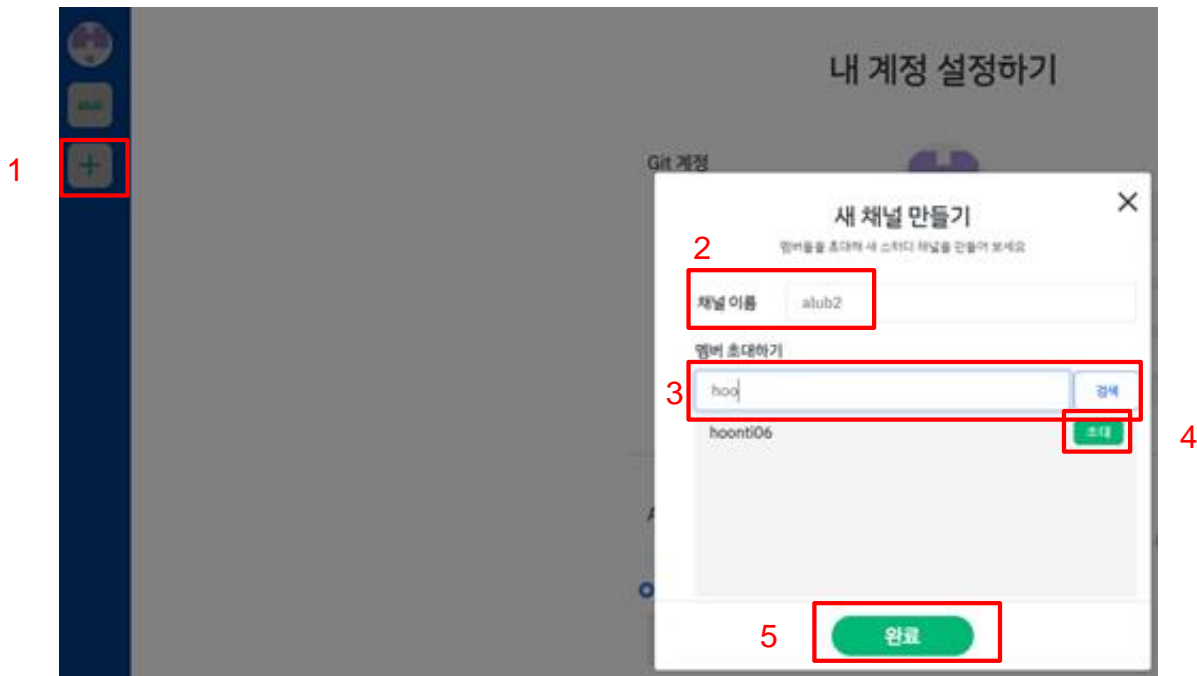 내 계정 설정하기
1
Git 계정
새 채널 만들기
멤버들을 초대해 새 스터디 채널을 만들어 보세요
2
채널 이름 alub2
멤버 초대하기
3 hoo 검색
hoonti06 초대
4
A
5 완료